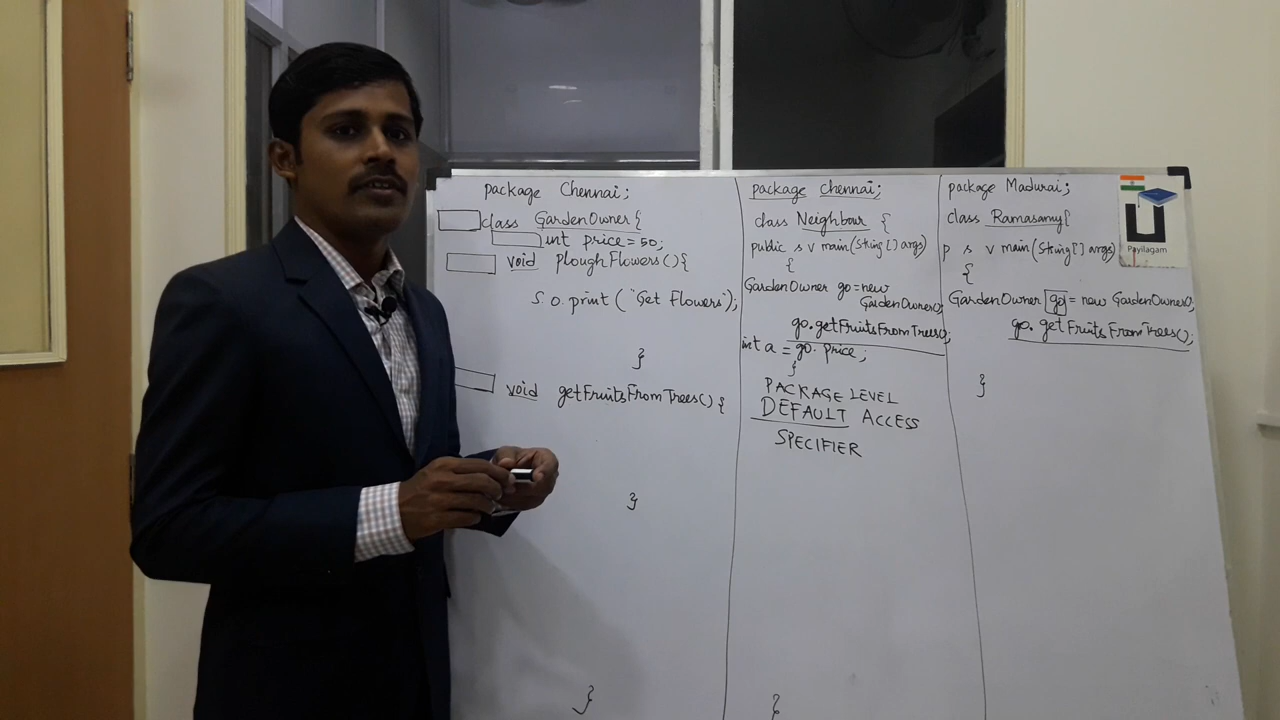 package Chennai;
class GardenOwner {
int price = 50;
void ploughFlowers() {
S.o.print ("Get Flowers");
}
void getFruitsFromTrees() {
}
}
package chennai;
class Neighbour {
public s v main(String[] args)
{
GardenOwner go = new
GardenOwner();
go.getFruitsFromTrees();
int a = go.price;
}
PACKAGE LEVEL
DEFAULT ACCESS
SPECIFIER
}
package Madurai;
class Ramasamy{
p s v main(String[] args)
{
GardenOwner go = new GardenOwner();
go.getFruitsFromTrees();
}
Payilagam